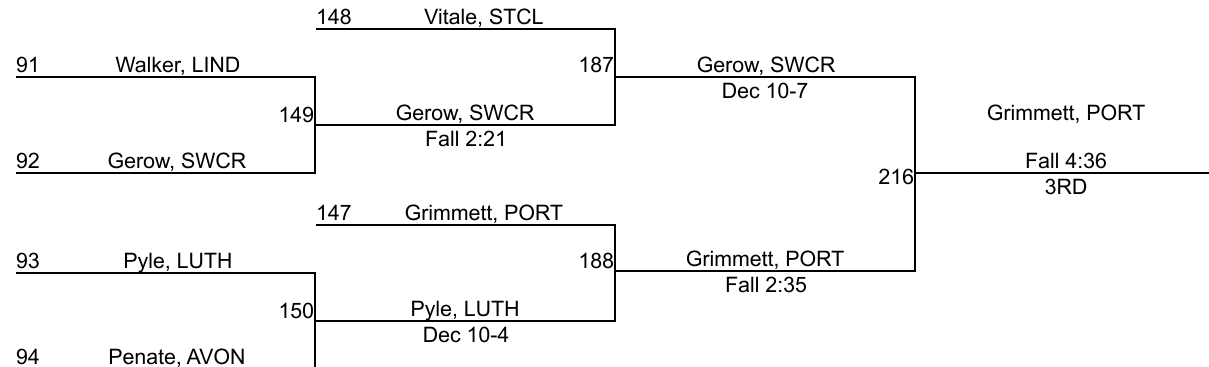 148 Vitale, STCL
91 Walker, LIND
187 Gerow, SWCR
Dec 10-7
149 Gerow, SWCR
Fall 2:21
Grimmett, PORT
92 Gerow, SWCR
Fall 4:36
216
3RD
147 Grimmett, PORT
93 Pyle, LUTH
188 Grimmett, PORT
Fall 2:35
150 Pyle, LUTH
Dec 10-4
94 Penate, AVON